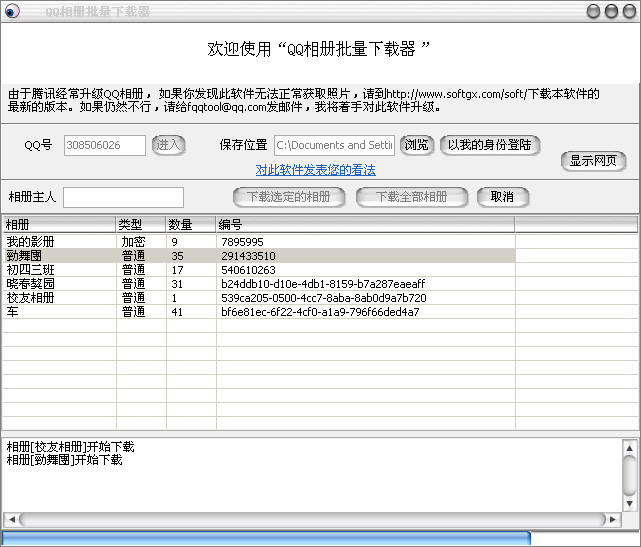 QQ相册批量下载器
欢迎使用“QQ相册批量下载器 ”
由于腾讯经常升级QQ相册，如果你发现此软件无法正常获取照片，请到http://www.softgx.com/soft/下载本软件的
最新的版本。如果仍然不行，请给fqqtool@qq.com发邮件，我将着手对此软件升级。
QQ号 308506026 进入 保存位置 C:\Documents and Settin 浏览 以我的身份登陆
对此软件发表您的看法
显示网页
相册主人 下载选定的相册 下载全部相册 取消
相册 类型 数量 编号
我的影册 加密 9 7895995
勁舞團 普通 35 291433510
初四三班 普通 17 540610263
晓春懿园 普通 31 b24ddb10-d10e-4db1-8159-b7a287eaeaff
校友相册 普通 1 539ca205-0500-4cc7-8aba-8ab0d9a7b720
车 普通 41 bf6e81ec-6f22-4cf0-a1a9-796f66ded4a7
相册[校友相册]开始下载
相册[勁舞團]开始下载